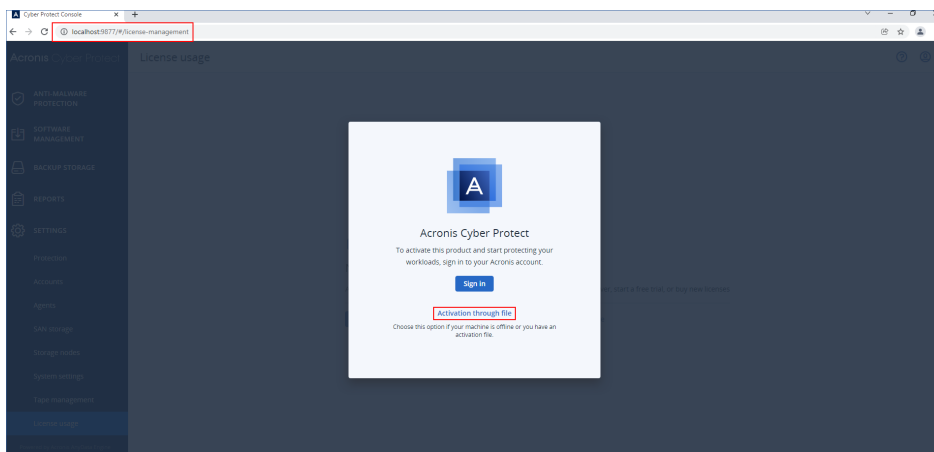 Cyber Protect Console
localhost:9877/#/license-management
Acronis Cyber Protect
License usage
ANTI-MALWARE
PROTECTION
SOFTWARE
MANAGEMENT
BACKUP STORAGE
REPORTS
SETTINGS
Protection
Accounts
Agents
SAN storage
Storage nodes
System settings
Tape management
License usage
A
Acronis Cyber Protect
To activate this product and start protecting your
workloads, sign in to your Acronis account.
Sign in
Activation through file
Choose this option if your machine is offline or you have an
activation file.